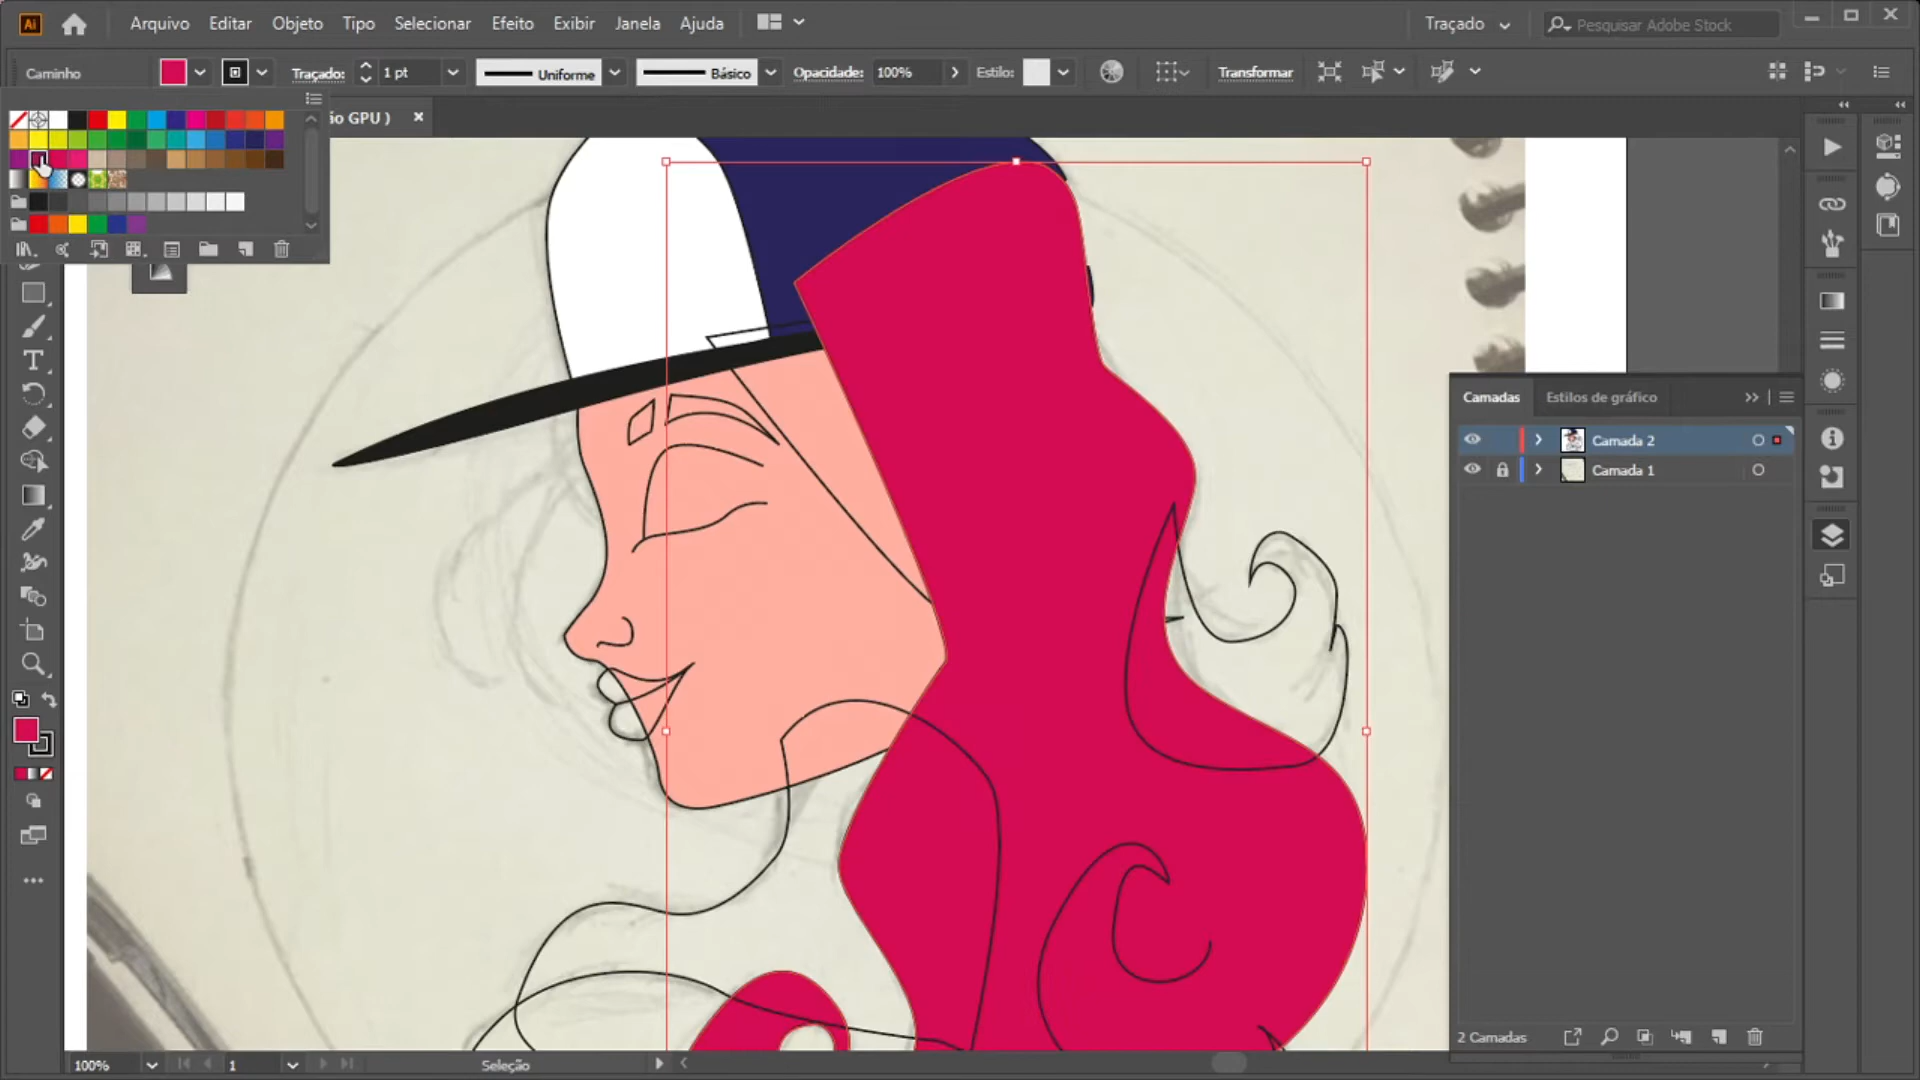 Ai Arquivo Editar Objeto Tipo Selecionar Efeito Exibir Janela Ajuda Traçado Pesquisar Adobe Stock
Caminho Traçado: 1 pt Uniforme Básico Opacidade: 100% Estilo: Transformar
ão GPU )
Camadas Estilos de gráfico
Camada 2
Camada 1
2 Camadas
100% 1 Seleção